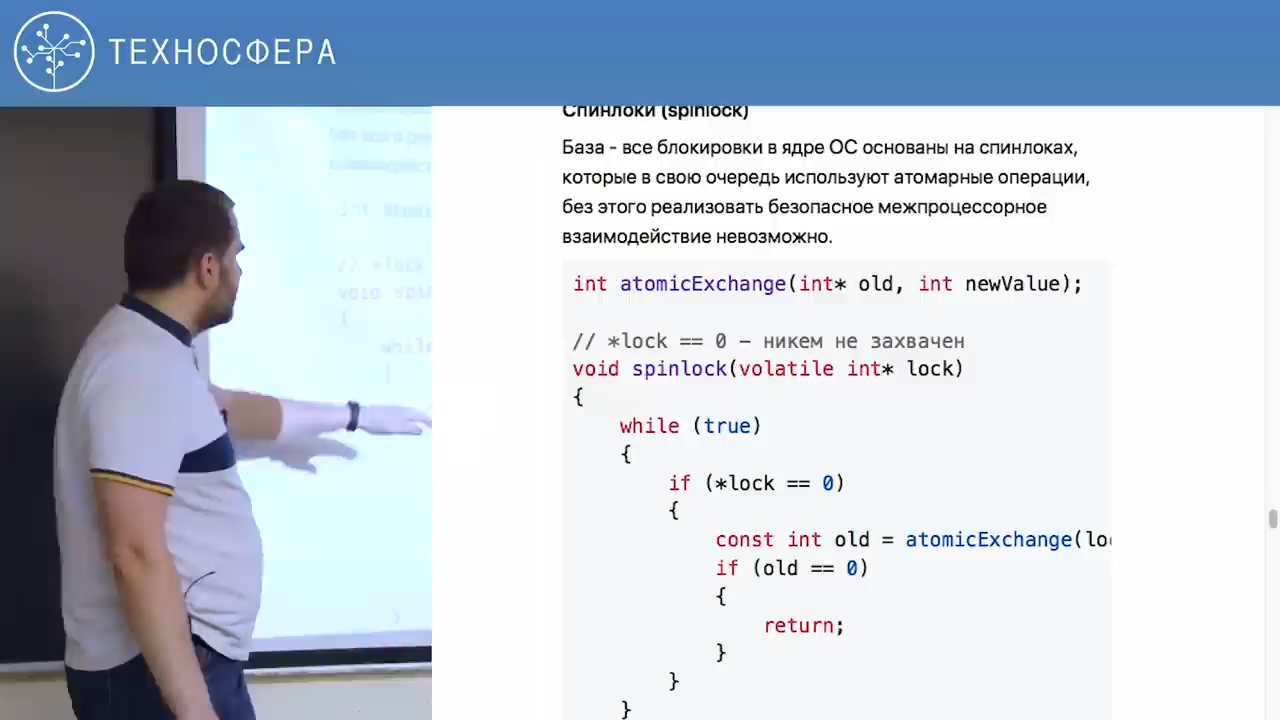 ТЕХНОСФЕРА
Спинлоки (spinlock)
База - все блокировки в ядре ОС основаны на спинлоках,
которые в свою очередь используют атомарные операции,
без этого реализовать безопасное межпроцессорное
взаимодействие невозможно.
int atomicExchange(int* old, int newValue);
// *lock == 0 – никем не захвачен
void spinlock(volatile int* lock)
{
while (true)
{
if (*lock == 0)
{
const int old = atomicExchange(lo
if (old == 0)
{
return;
}
}
}